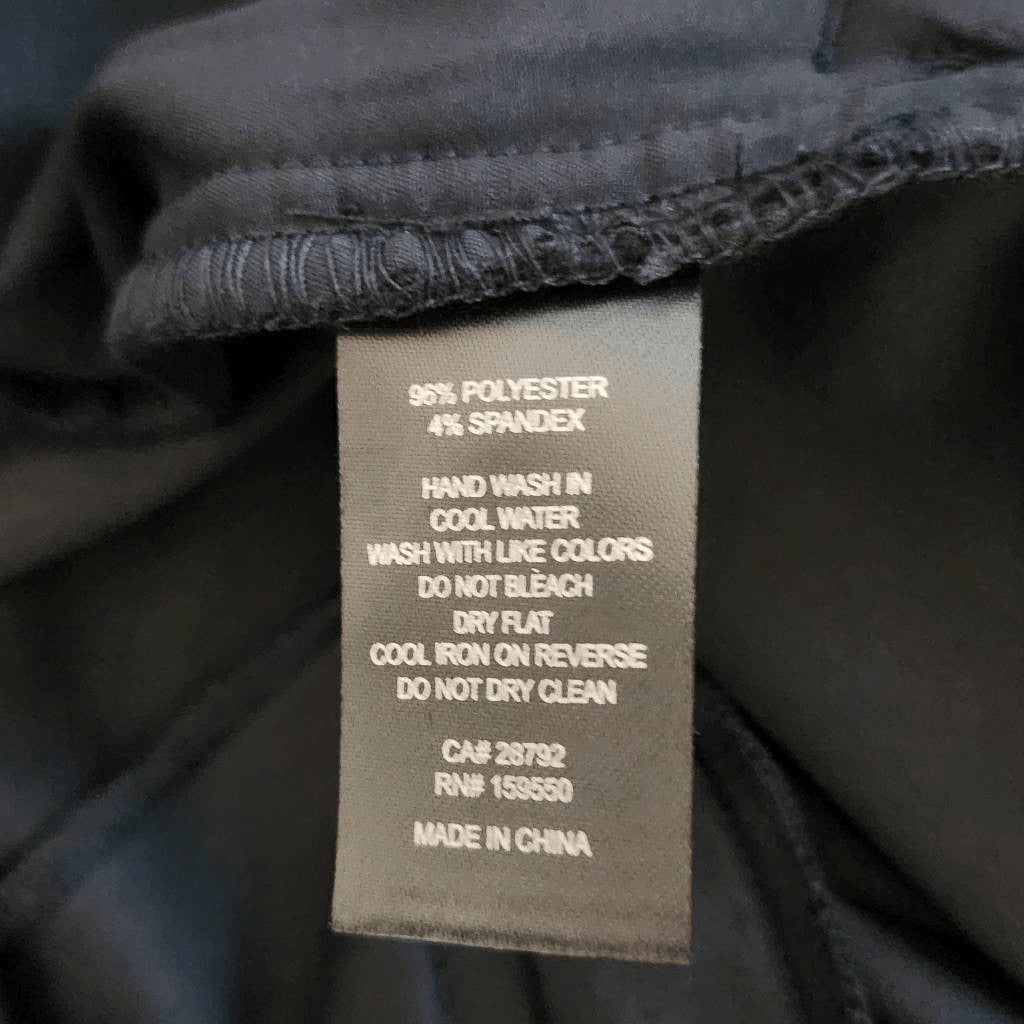 96% POLYESTER
4% SPANDEX
HAND WASH IN
COOL WATER
WASH WITH LIKE COLORS
DO NOT BLEACH
DRY FLAT
COOL IRON ON REVERSE
DO NOT DRY CLEAN
CA# 28792
RN# 159550
MADE IN CHINA